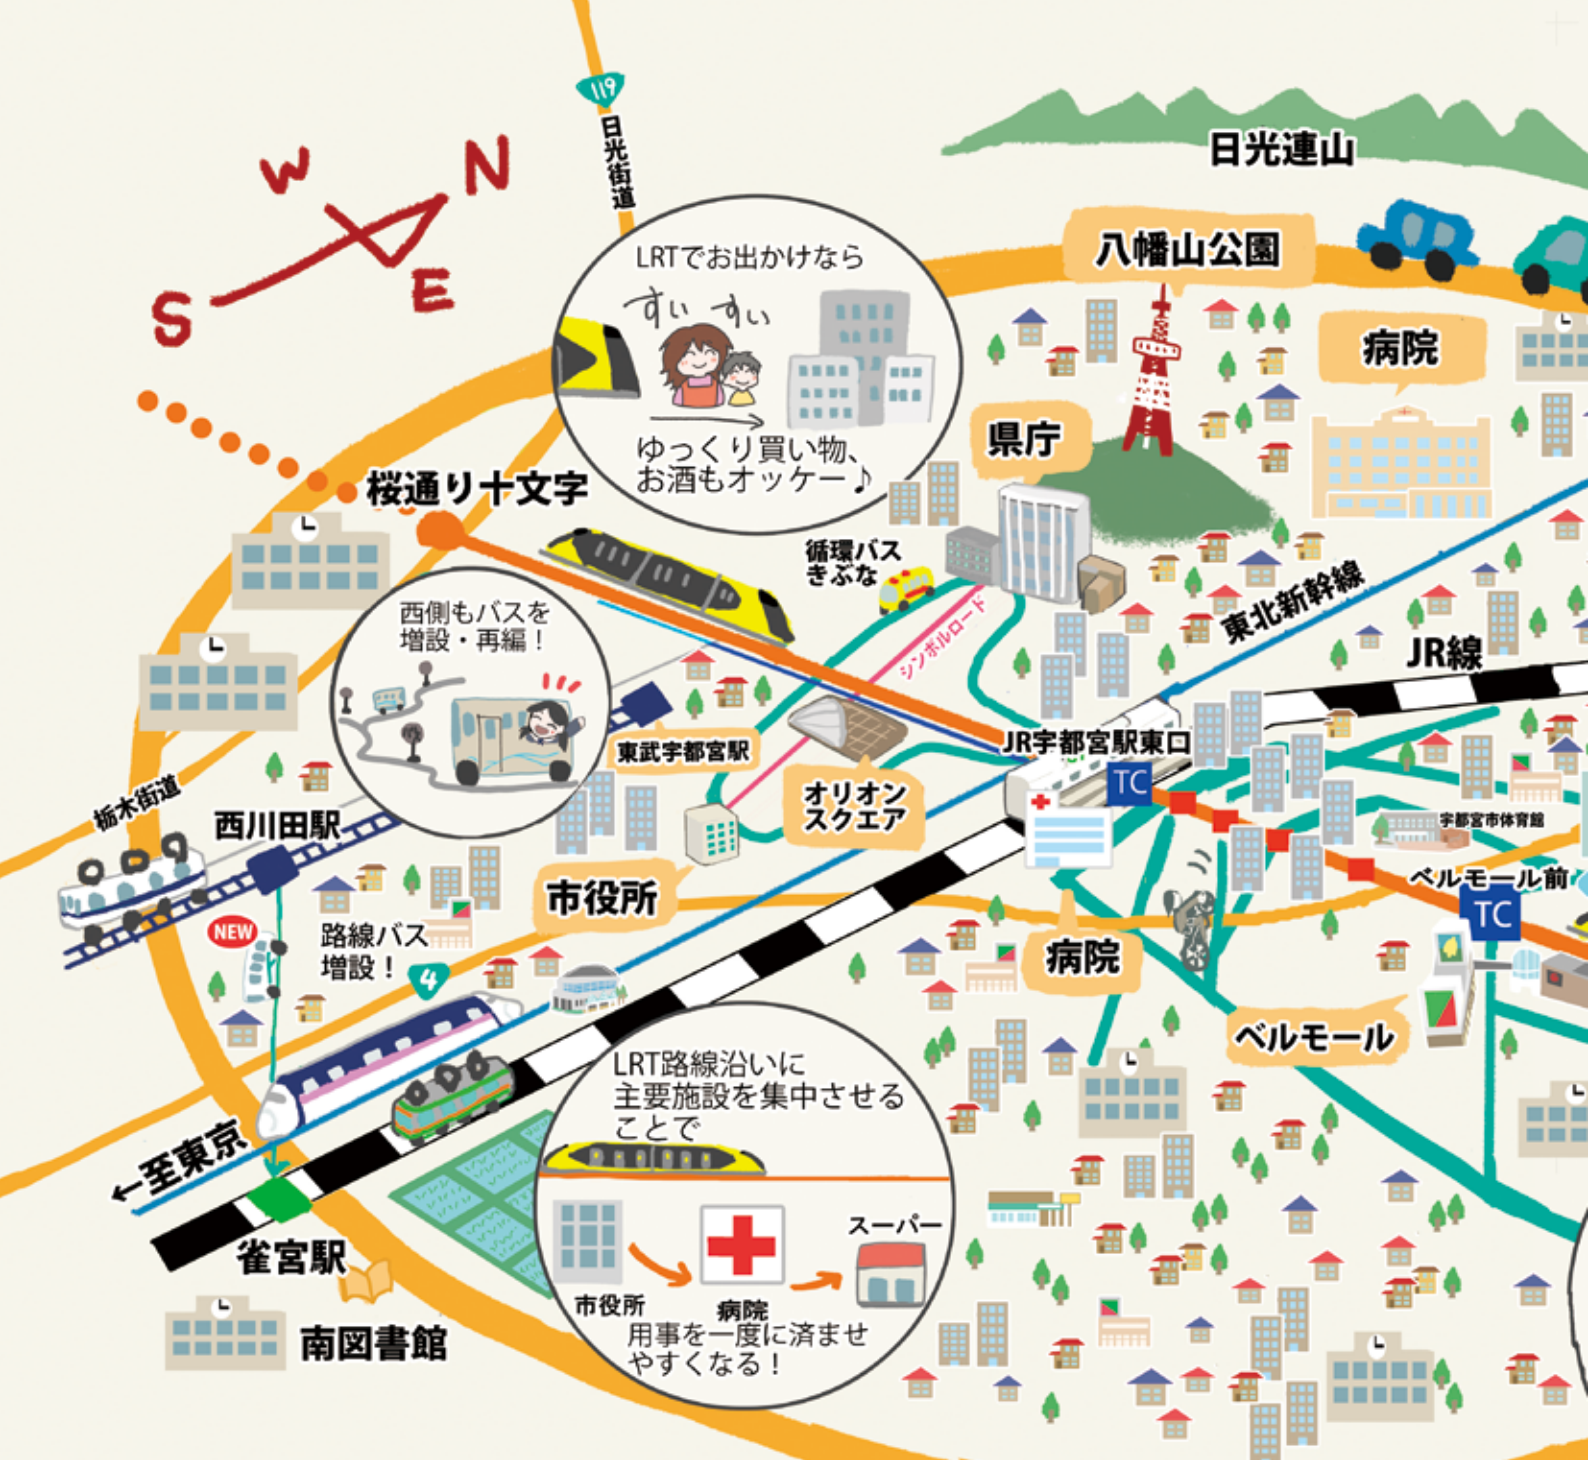 119
日光街道
日光連山
W
N
S
E
LRTでお出かけなら
すい すい
ゆっくり買い物、
お酒もオッケー♪
八幡山公園
病院
県庁
桜通り十文字
循環バス
きぶな
シンボルロード
東北新幹線
JR線
西側もバスを
増設・再編！
東武宇都宮駅
オリオン
スクエア
JR宇都宮駅東口
TC
宇都宮市体育館
ベルモール前
TC
栃木街道
西川田駅
市役所
NEW
路線バス
増設！
4
病院
ベルモール
←至東京
雀宮駅
南図書館
LRT路線沿いに
主要施設を集中させる
ことで
市役所
病院
スーパー
用事を一度に済ませ
やすくなる！